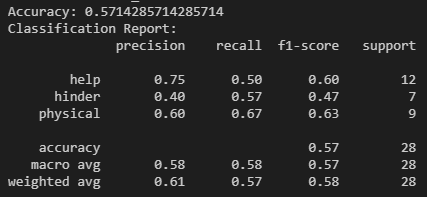 Accuracy: 0.5714285714285714
Classification Report:
precision recall f1-score support
help 0.75 0.50 0.60 12
hinder 0.40 0.57 0.47 7
physical 0.60 0.67 0.63 9
accuracy 0.57 28
macro avg 0.58 0.58 0.57 28
weighted avg 0.61 0.57 0.58 28